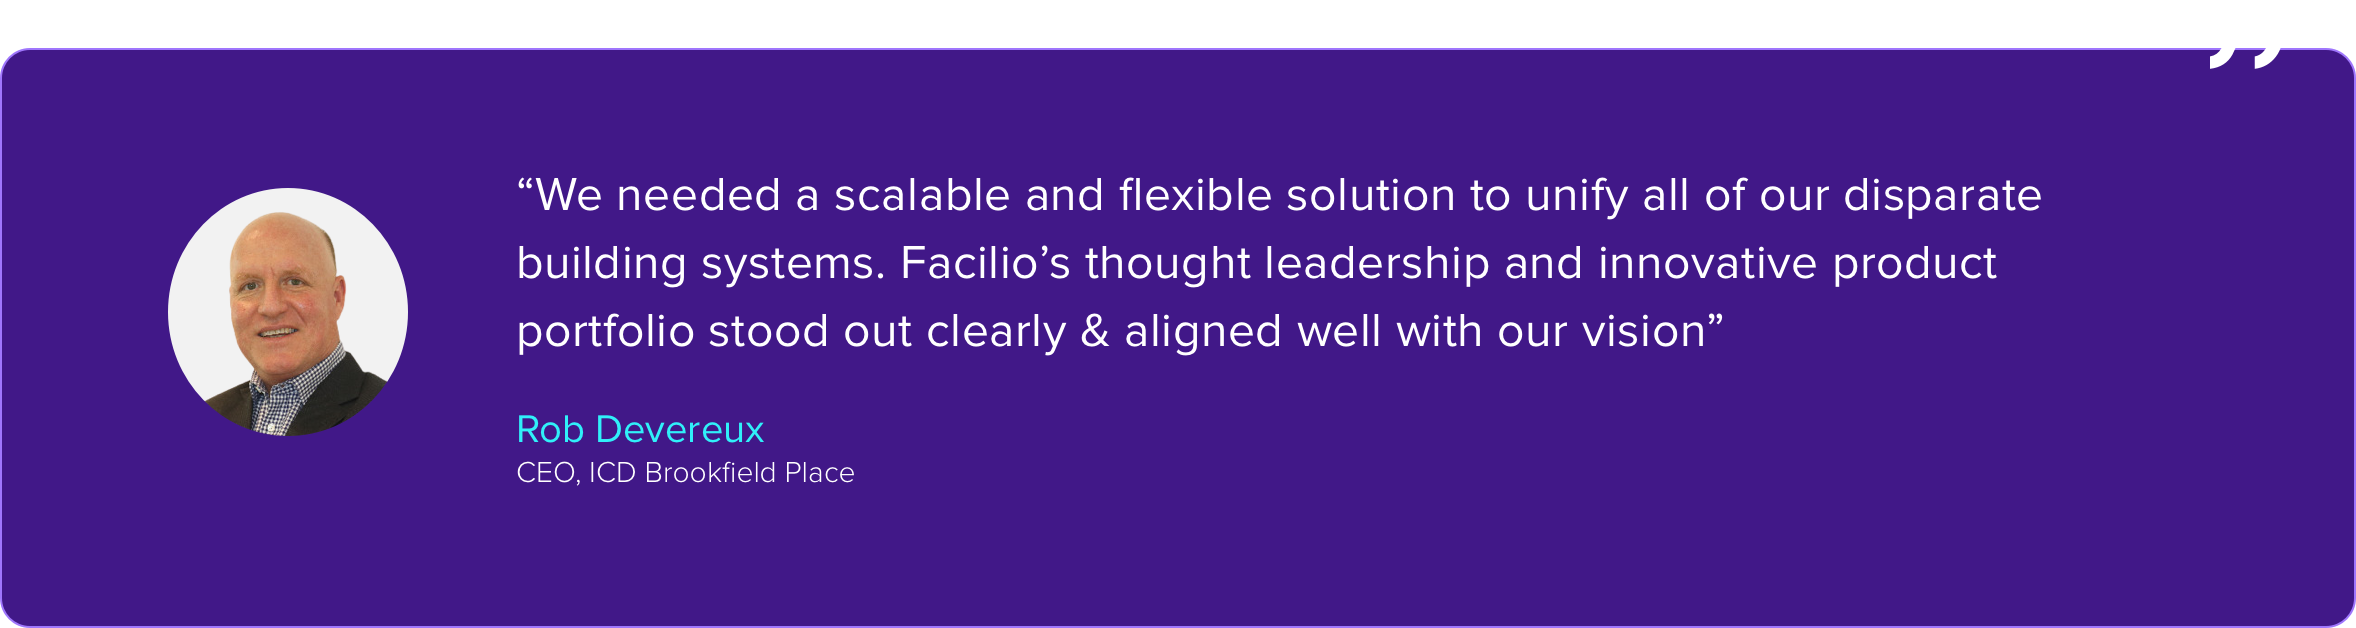 ”
“We needed a scalable and flexible solution to unify all of our disparate
building systems. Facilio’s thought leadership and innovative product
portfolio stood out clearly & aligned well with our vision”
Rob Devereux
CEO, ICD Brookfield Place